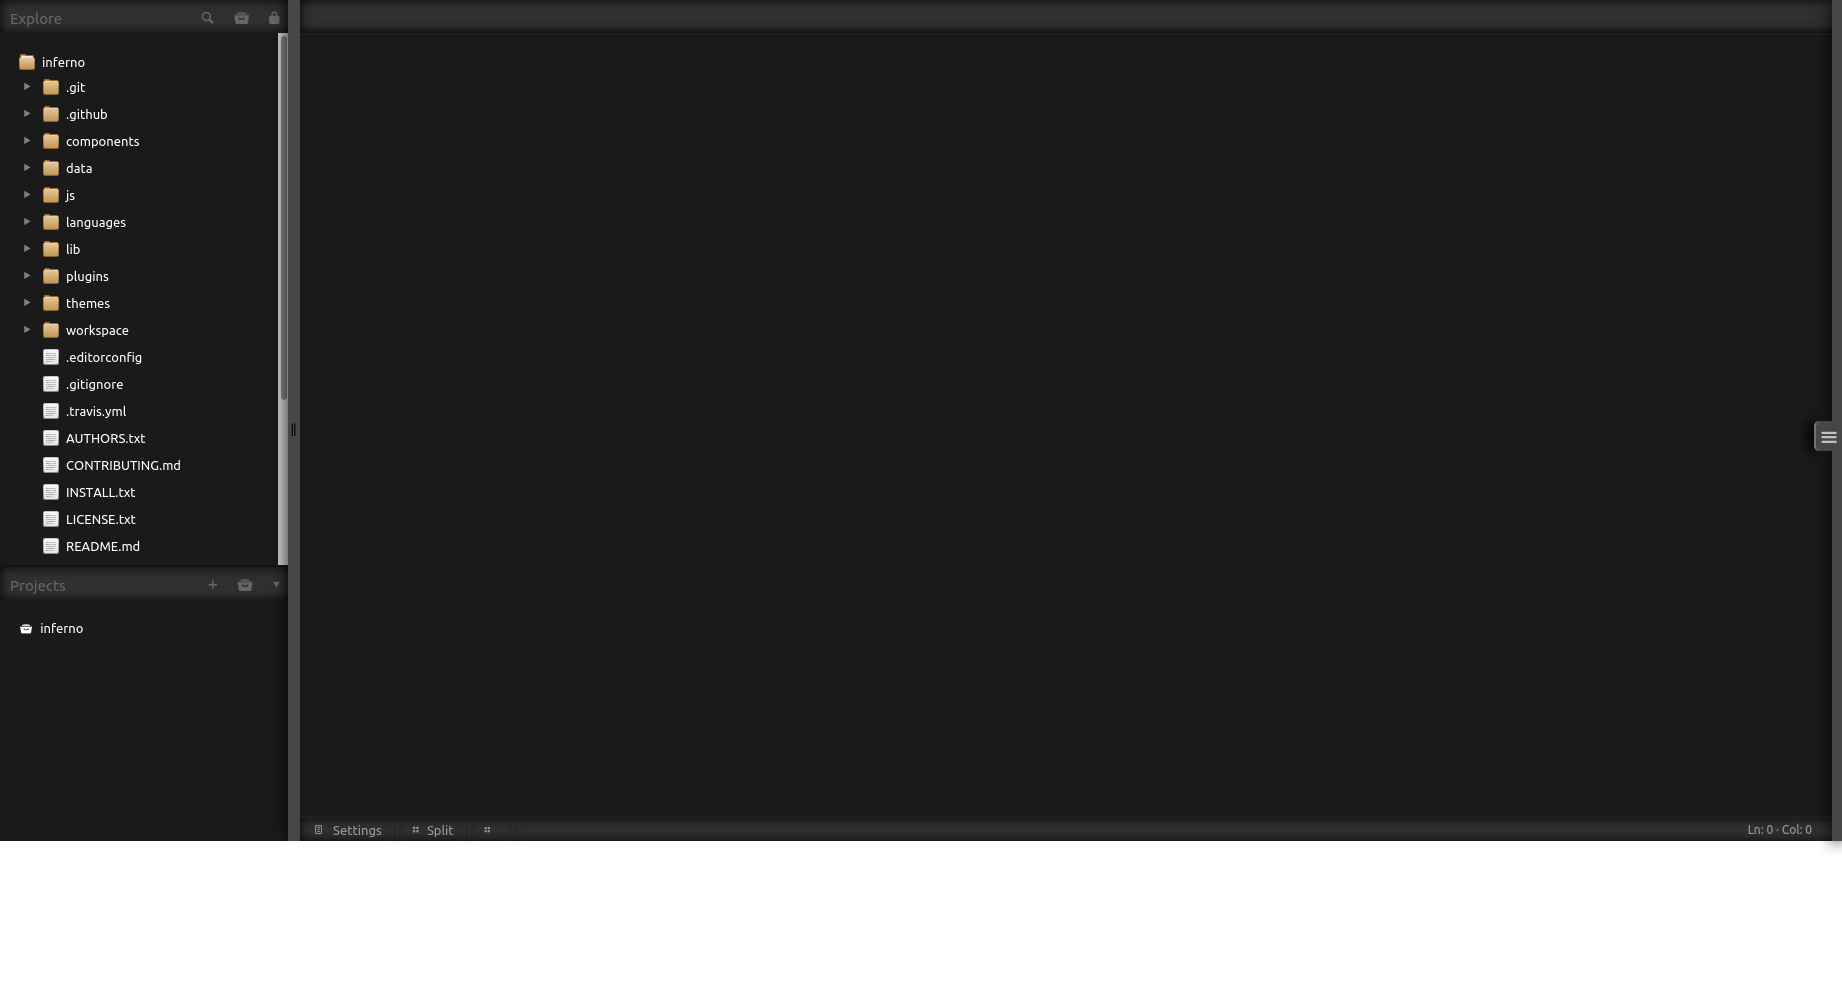 Explore
inferno
.git
.github
components
data
js
languages
lib
plugins
themes
workspace
.editorconfig
.gitignore
.travis.yml
AUTHORS.txt
CONTRIBUTING.md
INSTALL.txt
LICENSE.txt
README.md
Projects
inferno
Settings Split Ln: 0 · Col: 0